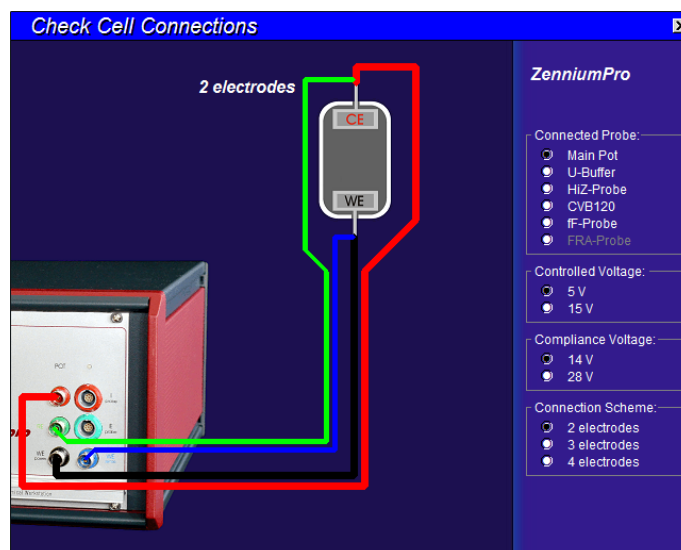 Check Cell Connections
2 electrodes
CE
WE
POT
WE
ZenniumPro
Connected Probe:
Main Pot
U-Buffer
HiZ-Probe
CVB120
fF-Probe
FRA-Probe
Controlled Voltage:
5 V
15 V
Compliance Voltage:
14 V
28 V
Connection Scheme:
2 electrodes
3 electrodes
4 electrodes